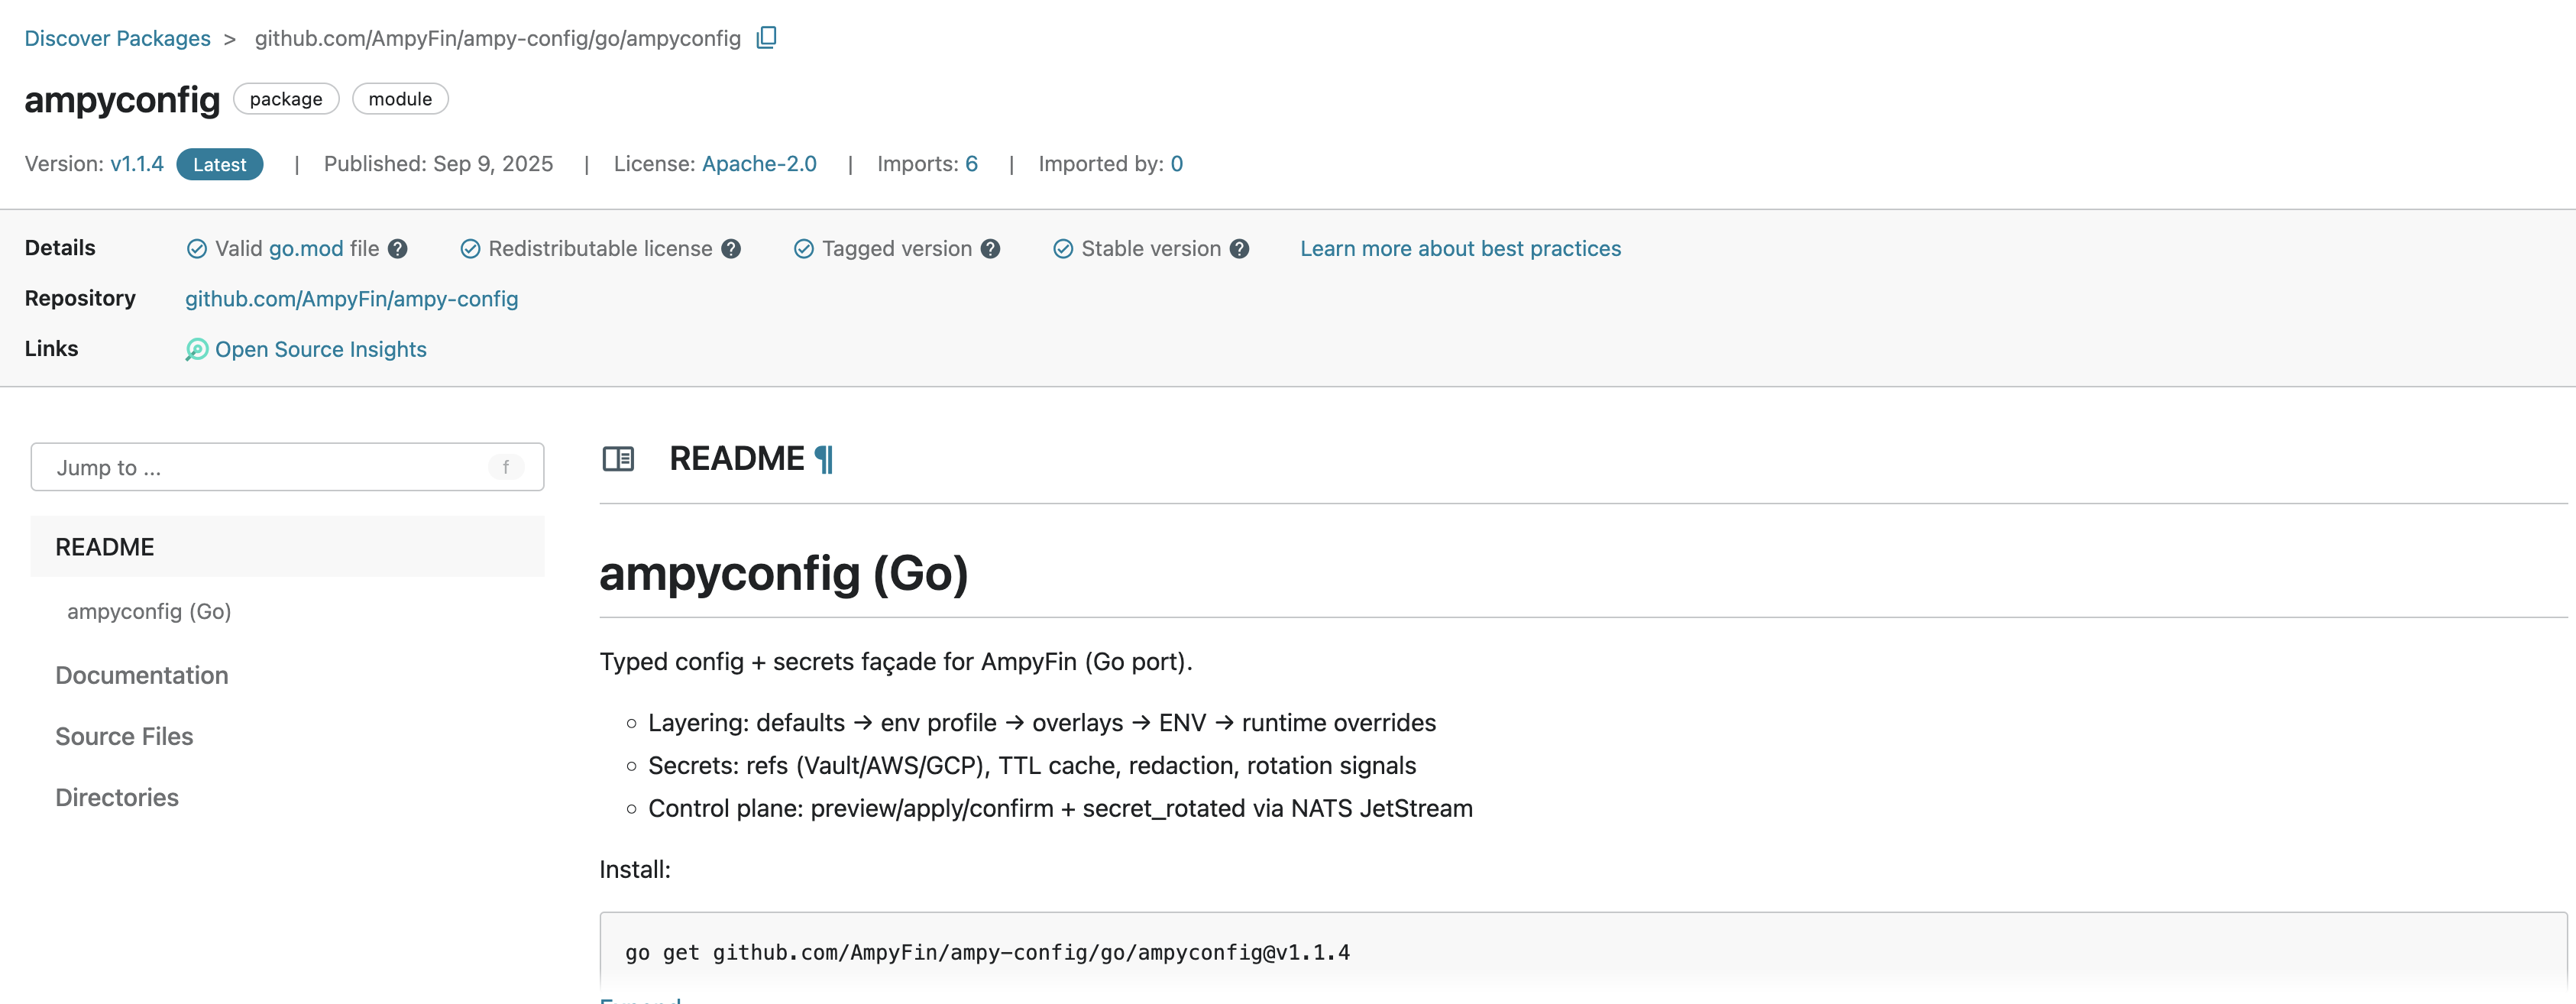 Discover Packages > github.com/AmpyFin/ampy-config/go/ampyconfig
ampyconfig package module
Version: v1.1.4 Latest | Published: Sep 9, 2025 | License: Apache-2.0 | Imports: 6 | Imported by: 0
Details Valid go.mod file ? Redistributable license ? Tagged version ? Stable version ? Learn more about best practices
Repository github.com/AmpyFin/ampy-config
Links Open Source Insights
Jump to ... f
README
ampyconfig (Go)
Documentation
Source Files
Directories
README ¶
ampyconfig (Go)
Typed config + secrets façade for AmpyFin (Go port).
○ Layering: defaults → env profile → overlays → ENV → runtime overrides
○ Secrets: refs (Vault/AWS/GCP), TTL cache, redaction, rotation signals
○ Control plane: preview/apply/confirm + secret_rotated via NATS JetStream
Install:
go get github.com/AmpyFin/ampy-config/go/ampyconfig@v1.1.4